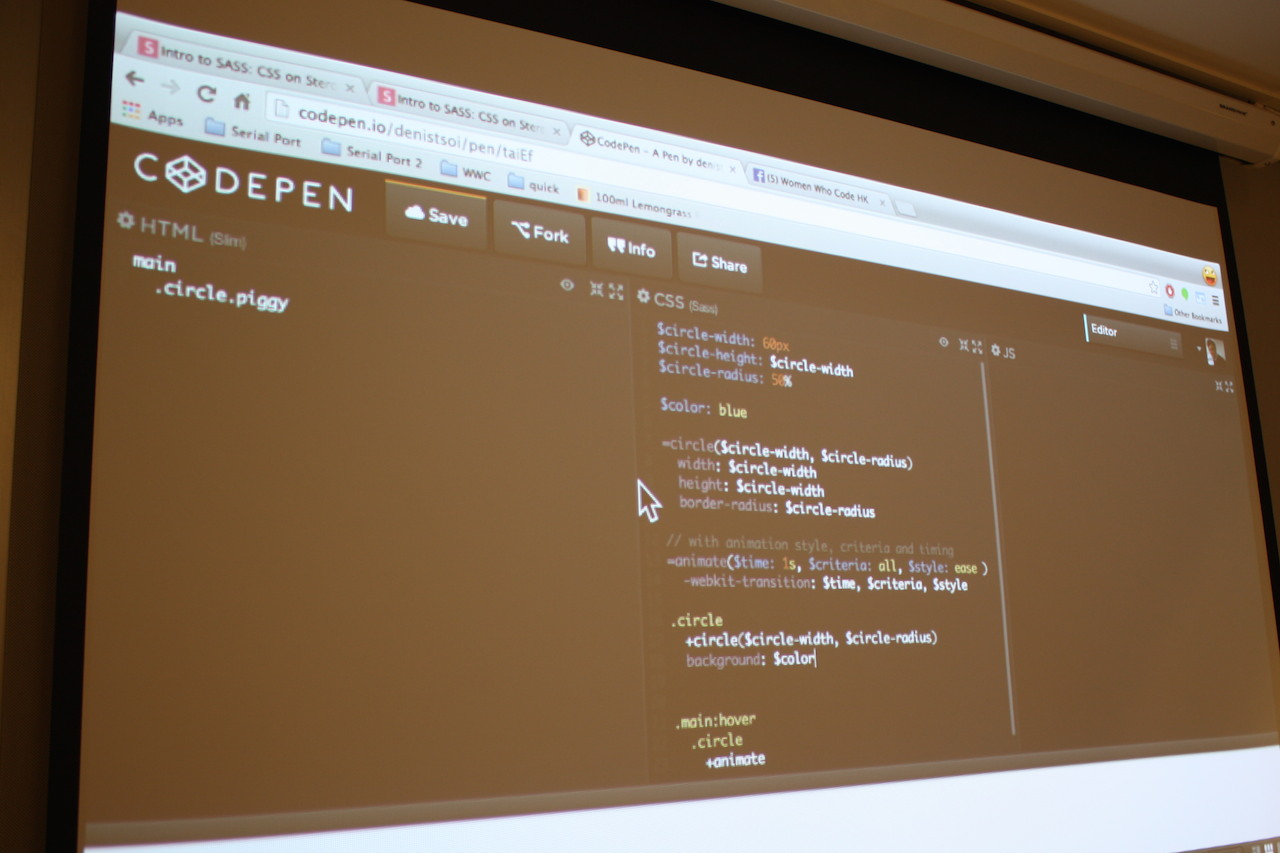 Intro to SASS: CSS on Ste
Intro to SASS: CSS on Ste
CodePen - A Pen by den
(5) Women Who Code HK
codepen.io/denistsoi/pen/taiEf
Apps
Serial Port
Serial Port 2
WWC
quick
100ml Lemongrass
Other Bookmarks
CODEPEN
Save
Fork
Info
Share
Editor
HTML (Slim)
main
.circle.piggy
CSS (Sass)
$circle-width: 60px
$circle-height: $circle-width
$circle-radius: 50%
$color: blue
=circle($circle-width, $circle-radius)
width: $circle-width
height: $circle-width
border-radius: $circle-radius
// with animation style, criteria and timing
=animate($time: 1s, $criteria: all, $style: ease )
-webkit-transition: $time, $criteria, $style
.circle
+circle($circle-width, $circle-radius)
background: $color
.main:hover
.circle
+animate
JS